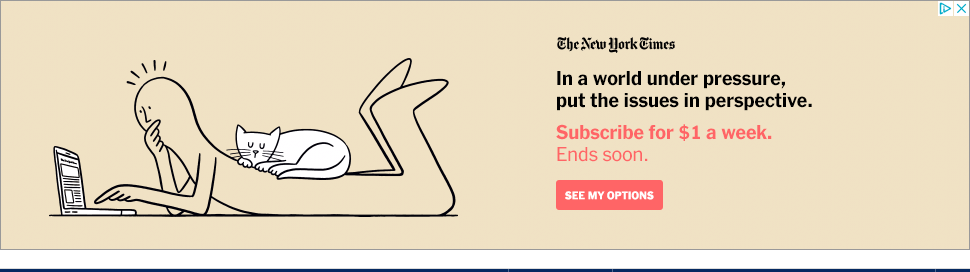 The New York Times
In a world under pressure,
put the issues in perspective.
Subscribe for $1 a week.
Ends soon.
SEE MY OPTIONS